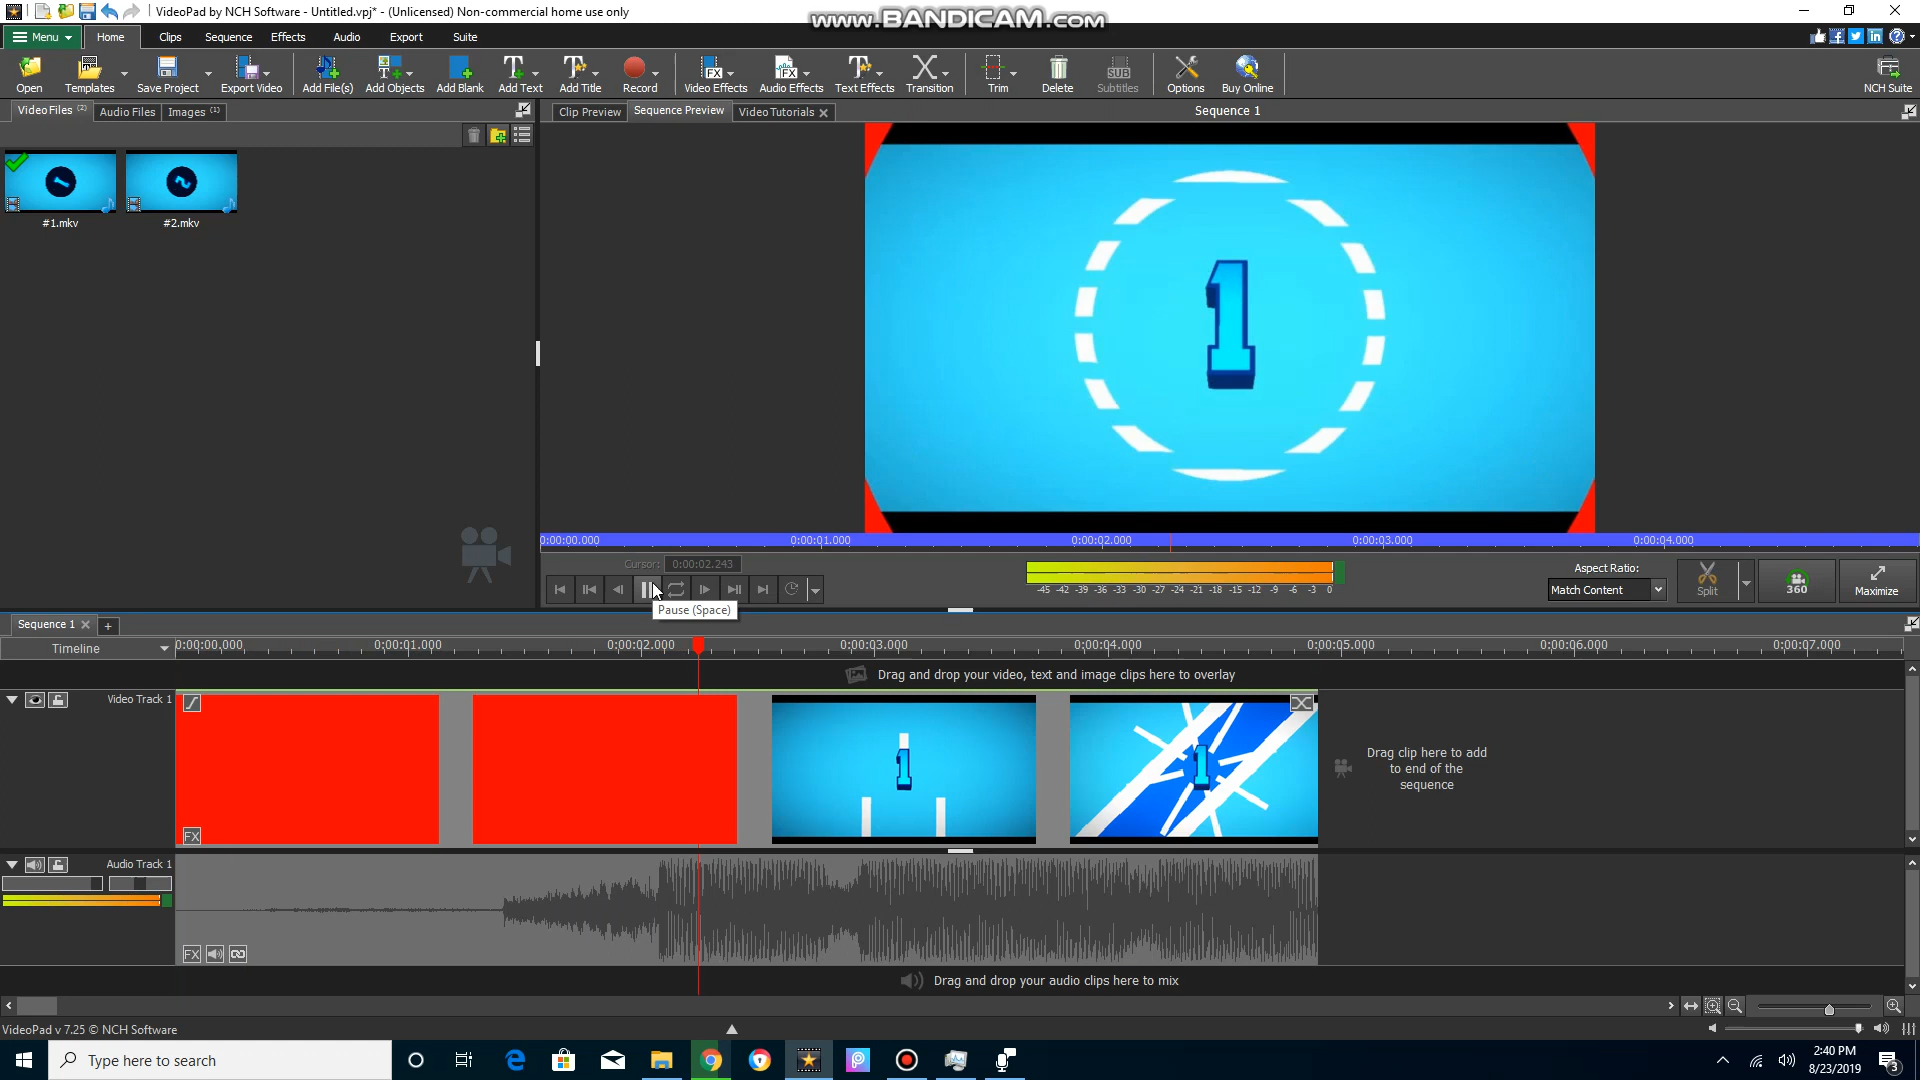 VideoPad by NCH Software - Untitled.vpj* - (Unlicensed) Non-commercial home use only
www.BANDICAM.com
Menu
Home
Clips
Sequence
Effects
Audio
Export
Suite
Open
Templates
Save Project
Export Video
Add File(s)
Add Objects
Add Blank
Add Text
Add Title
Record
FX
Video Effects
FX
Audio Effects
Text Effects
Transition
Trim
Delete
SUB
Subtitles
Options
Buy Online
NCH Suite
Video Files (2)
Audio Files
Images (1)
Clip Preview
Sequence Preview
Video Tutorials
Sequence 1
#1.mkv
#2.mkv
1
0:00:00.000
0:00:01.000
0:00:02.000
0:00:03.000
0:00:04.000
Cursor:
0:00:02.243
-45 -42 -39 -36 -33 -30 -27 -24 -21 -18 -15 -12 -9 -6 -3 0
Aspect Ratio:
Match Content
Split
360
Maximize
Pause (Space)
Sequence 1
Timeline
0:00:00.000
0:00:01.000
0:00:02.000
0:00:03.000
0:00:04.000
0:00:05.000
0:00:06.000
0:00:07.000
Drag and drop your video, text and image clips here to overlay
Video Track 1
FX
1
1
Drag clip here to add
to end of the
sequence
Audio Track 1
FX
Drag and drop your audio clips here to mix
VideoPad v 7.25 © NCH Software
Type here to search
2:40 PM
8/23/2019
3